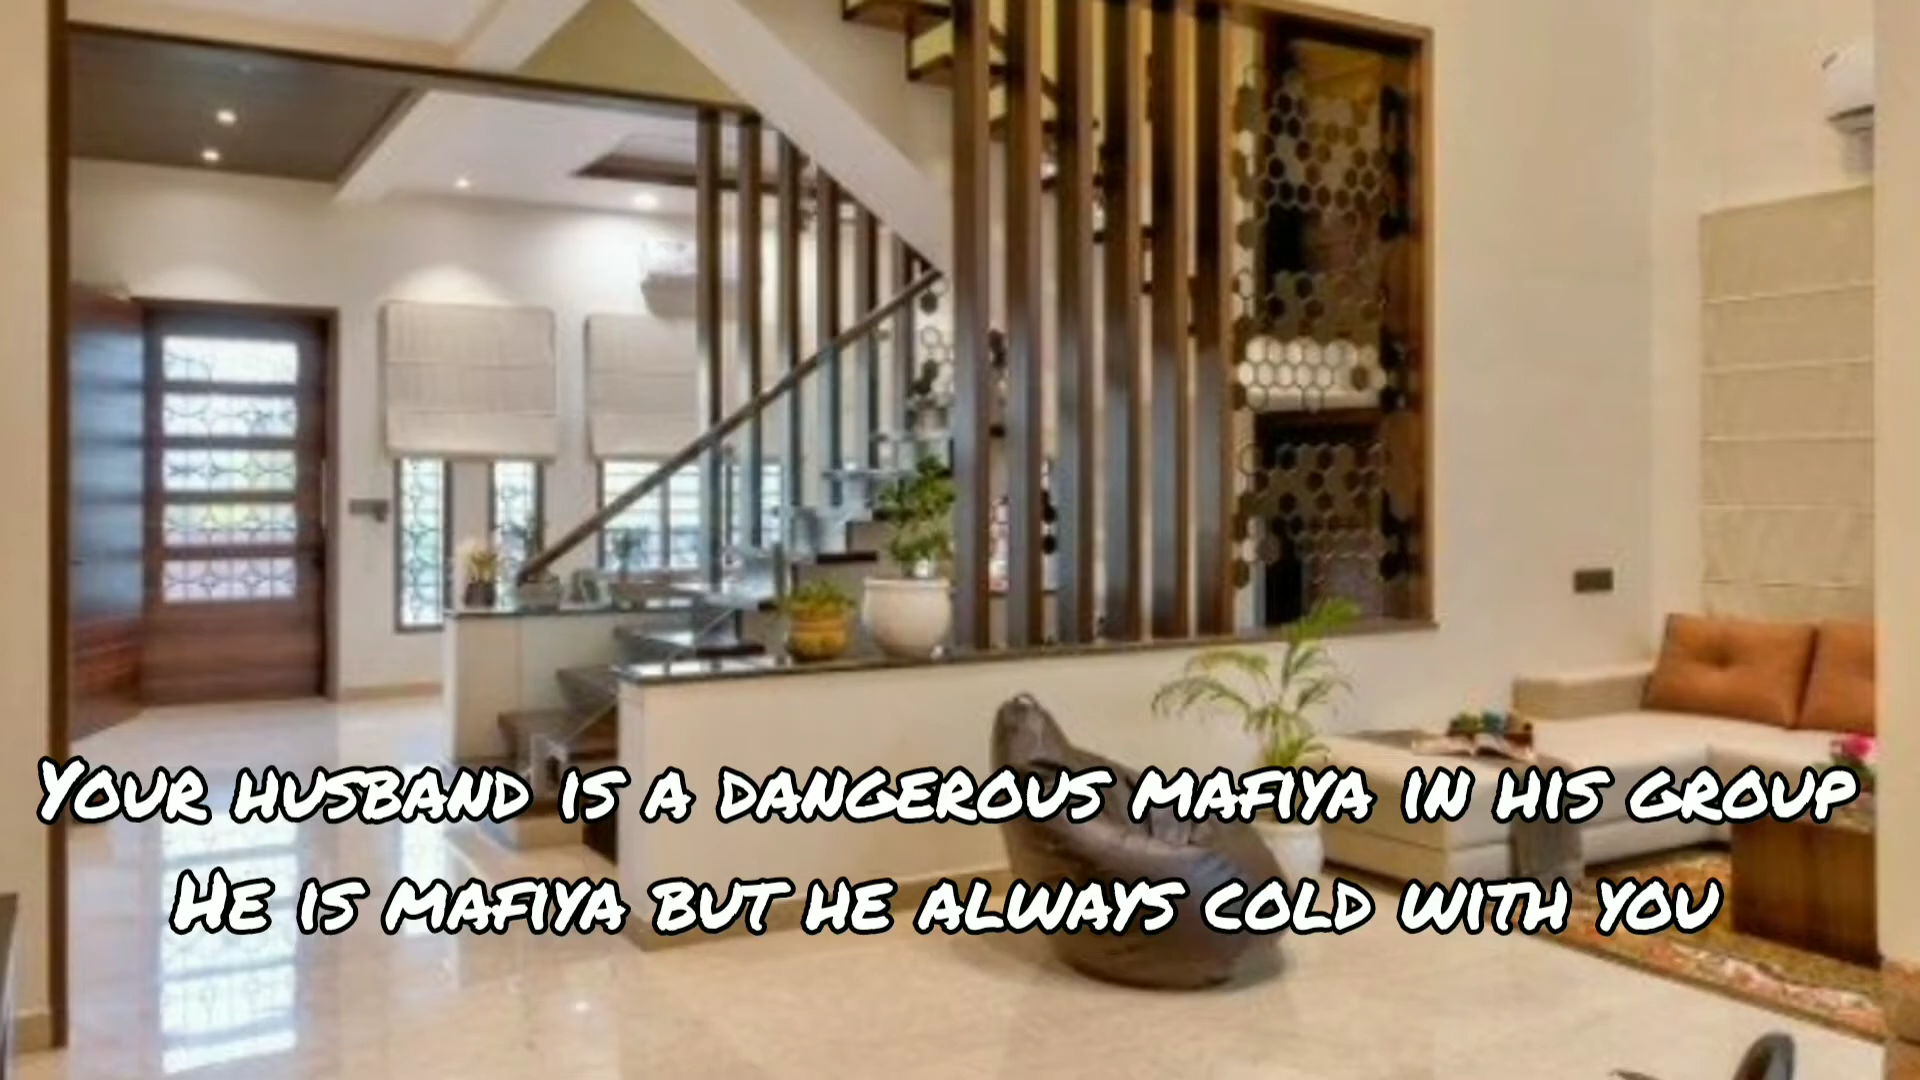 Your husband is a dangerous mafiya in his group
He is mafiya but he always cold with you